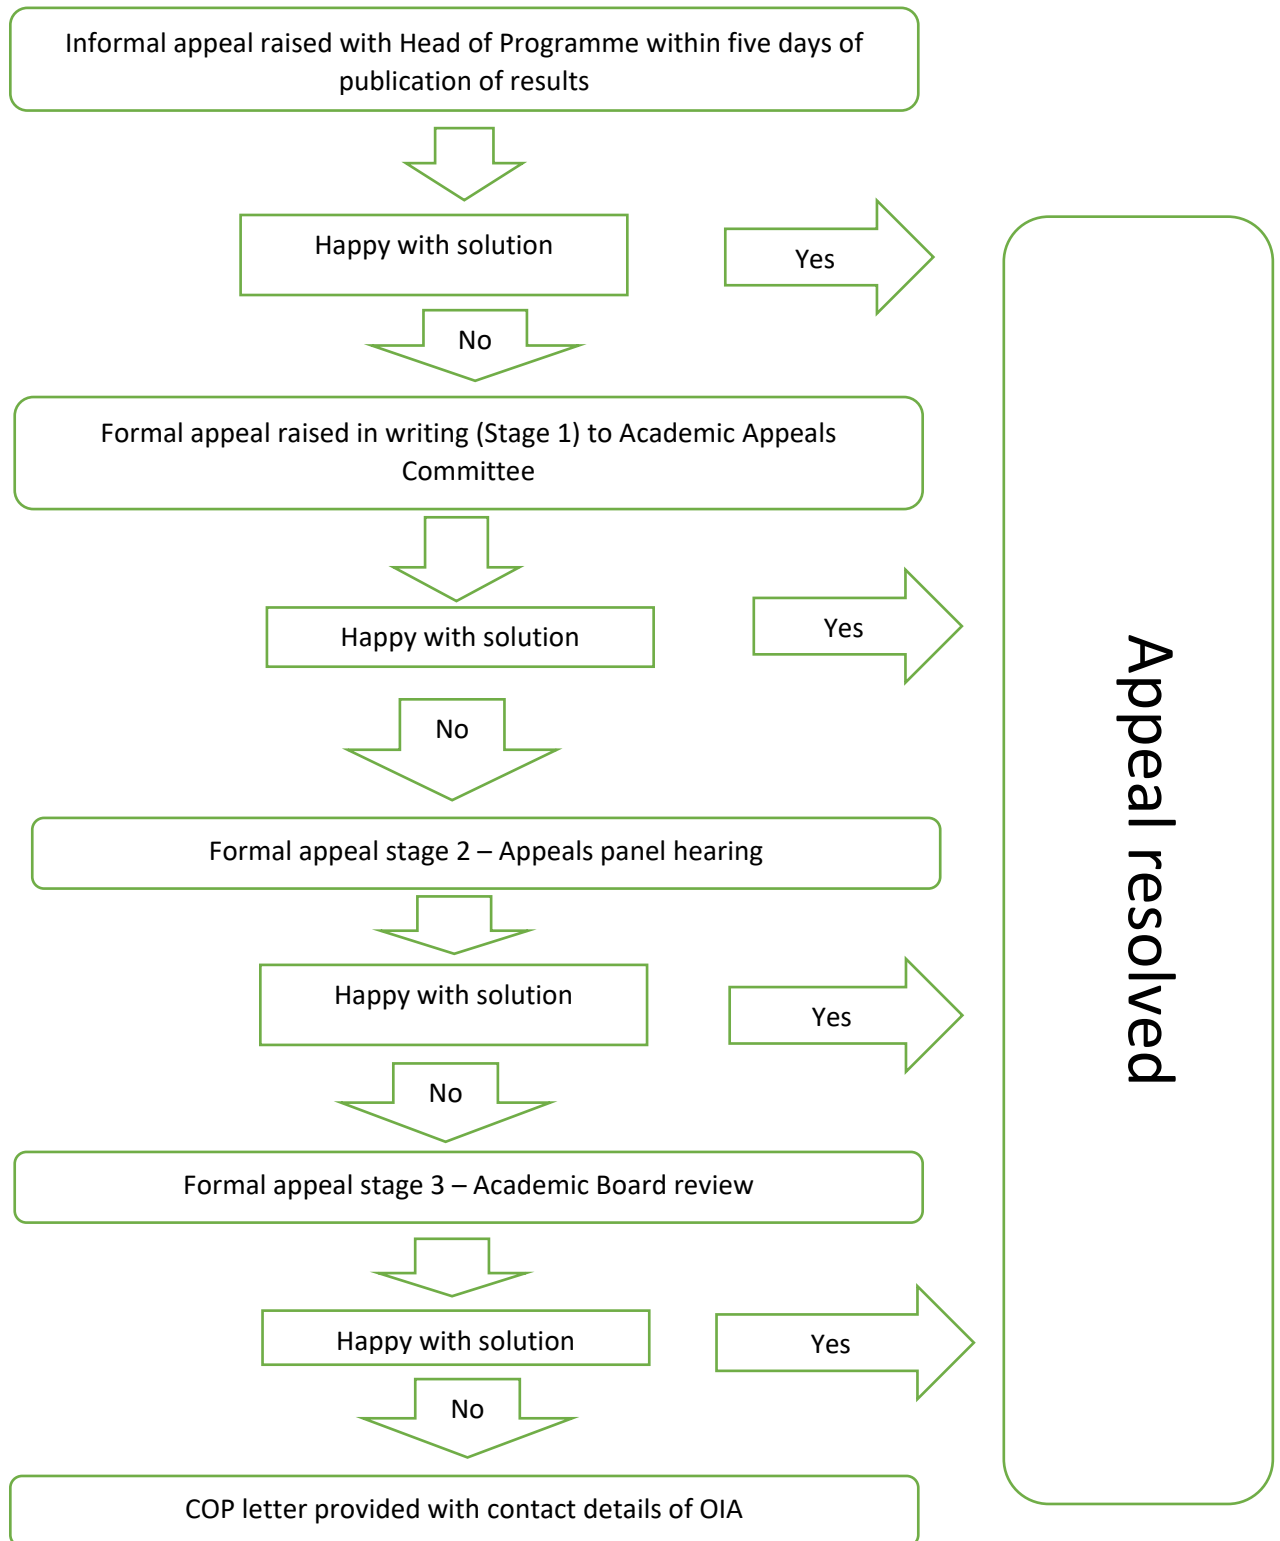 Informal appeal raised with Head of Programme within five days of
publication of results
Happy with solution
Yes
No
Formal appeal raised in writing (Stage 1) to Academic Appeals
Committee
Happy with solution
Yes
No
Formal appeal stage 2 – Appeals panel hearing
Happy with solution
Yes
No
Formal appeal stage 3 – Academic Board review
Happy with solution
Yes
No
COP letter provided with contact details of OIA
Appeal resolved